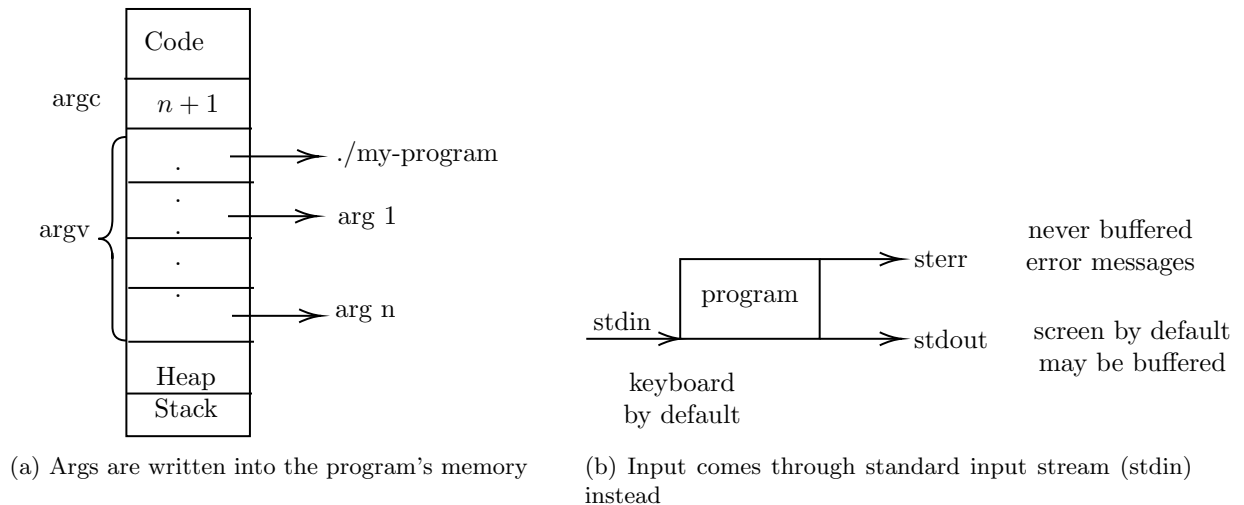 Code
argc
n + 1
./my-program
argv
arg 1
arg n
Heap
Stack
(a) Args are written into the program's memory
never buffered
error messages
sterr
program
stdin
stdout
screen by default
may be buffered
keyboard
by default
(b) Input comes through standard input stream (stdin)
instead